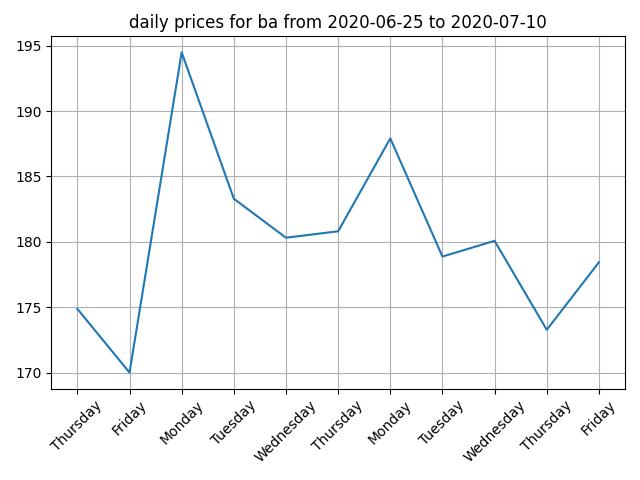 daily prices for ba from 2020-06-25 to 2020-07-10
195
190
185
180
175
170
Thursday
Friday
Monday
Tuesday
Wednesday
Thursday
Monday
Tuesday
Wednesday
Thursday
Friday